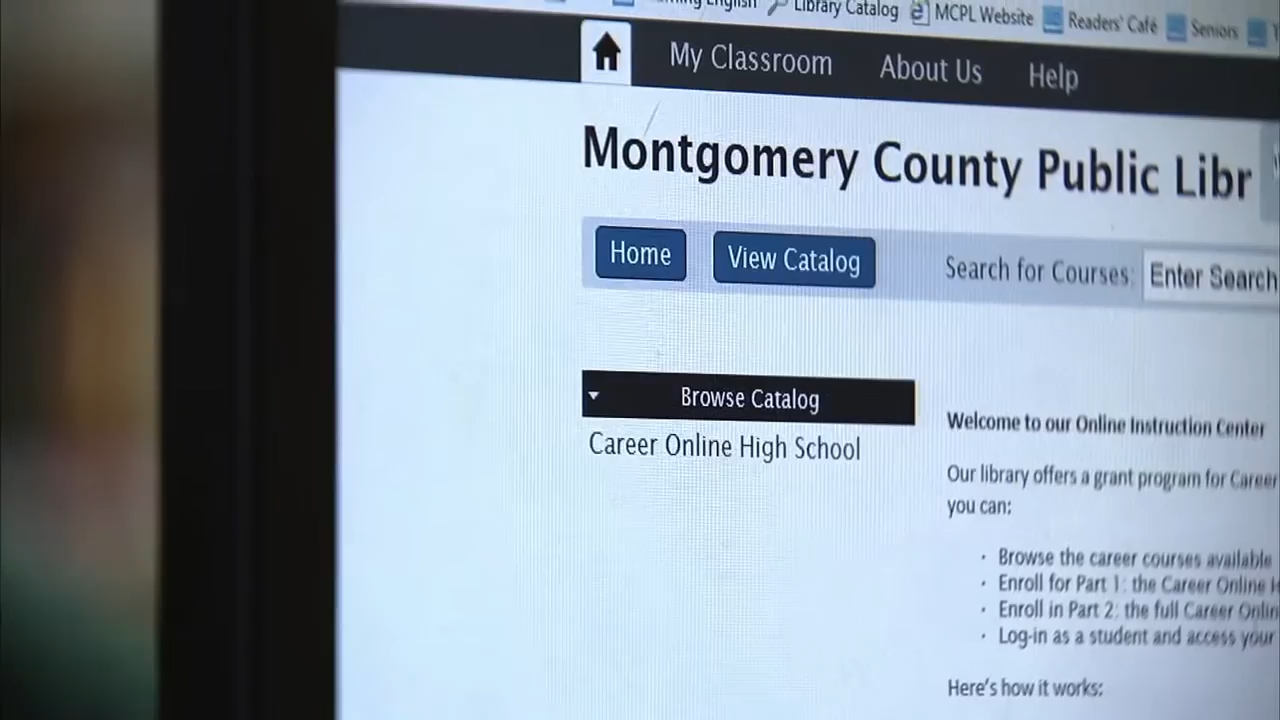 English Library Catalog MCPL Website Readers' Café Seniors
My Classroom About Us Help
Montgomery County Public Libr
Home View Catalog Search for Courses: Enter Search
Browse Catalog
Career Online High School
Welcome to our Online Instruction Center
Our library offers a grant program for Career
you can:
· Browse the career courses available
· Enroll for Part 1: the Career Online
· Enroll in Part 2: the full Career Onlin
· Log-in as a student and access your
Here's how it works: